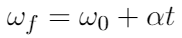 ω_f = ω_0 + αt